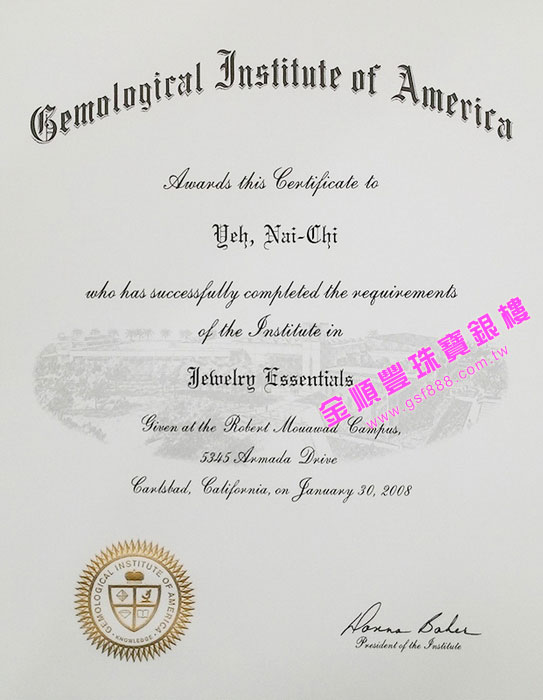 Gemological Institute of America
Awards this Certificate to
Yeh, Nai-Chi
who has successfully completed the requirements
of the Institute in
Jewelry Essentials
金順豐珠寶銀樓
www.gsf888.com.tw
Given at the Robert Mouawad Campus,
5345 Armada Drive
Carlsbad, California, on January 30, 2008
GEMOLOGICAL INSTITUTE OF AMERICA
KNOWLEDGE
Donna Baker
President of the Institute